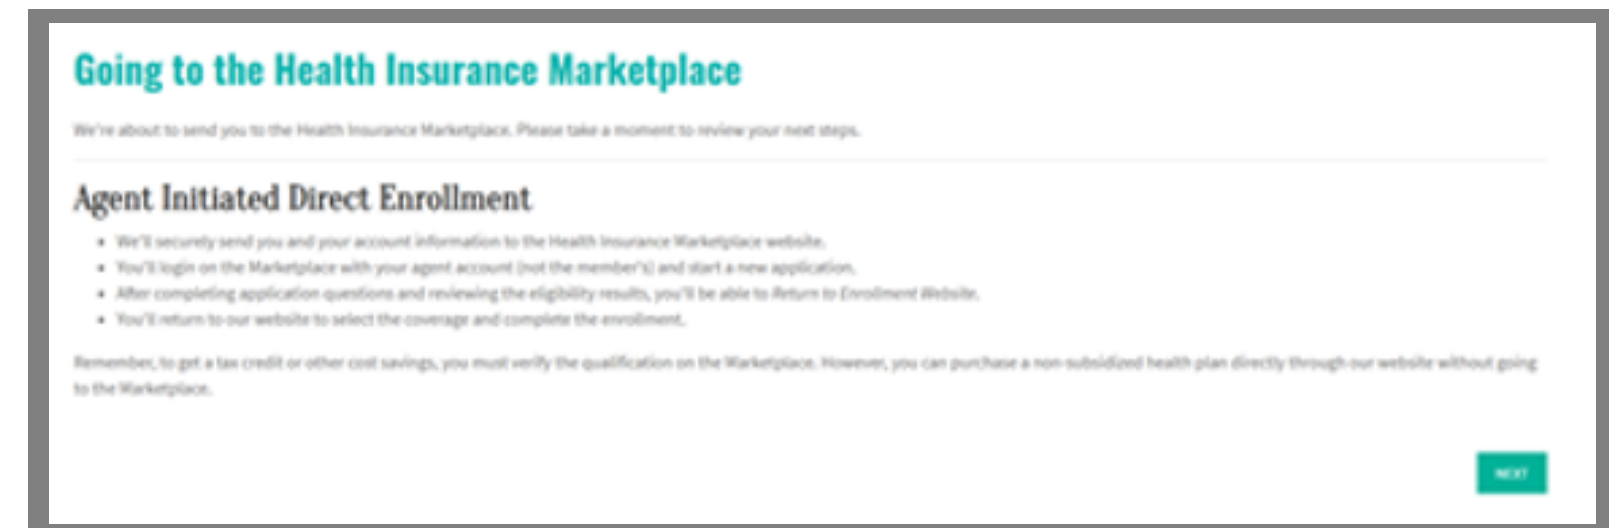 Going to the Health Insurance Marketplace
We're about to send you to the Health Insurance Marketplace. Please take a moment to review your next steps.
Agent Initiated Direct Enrollment
• We'll securely send you and your account information to the Health Insurance Marketplace website.
• You'll login on the Marketplace with your agent account (not the member's) and start a new application.
• After completing application questions and reviewing the eligibility results, you'll be able to Return to Enrollment Website.
• You'll return to our website to select the coverage and complete the enrollment.
Remember, to get a tax credit or other cost savings, you must verify the qualification on the Marketplace. However, you can purchase a non-subsidized health plan directly through our website without going
to the Marketplace.
NEXT